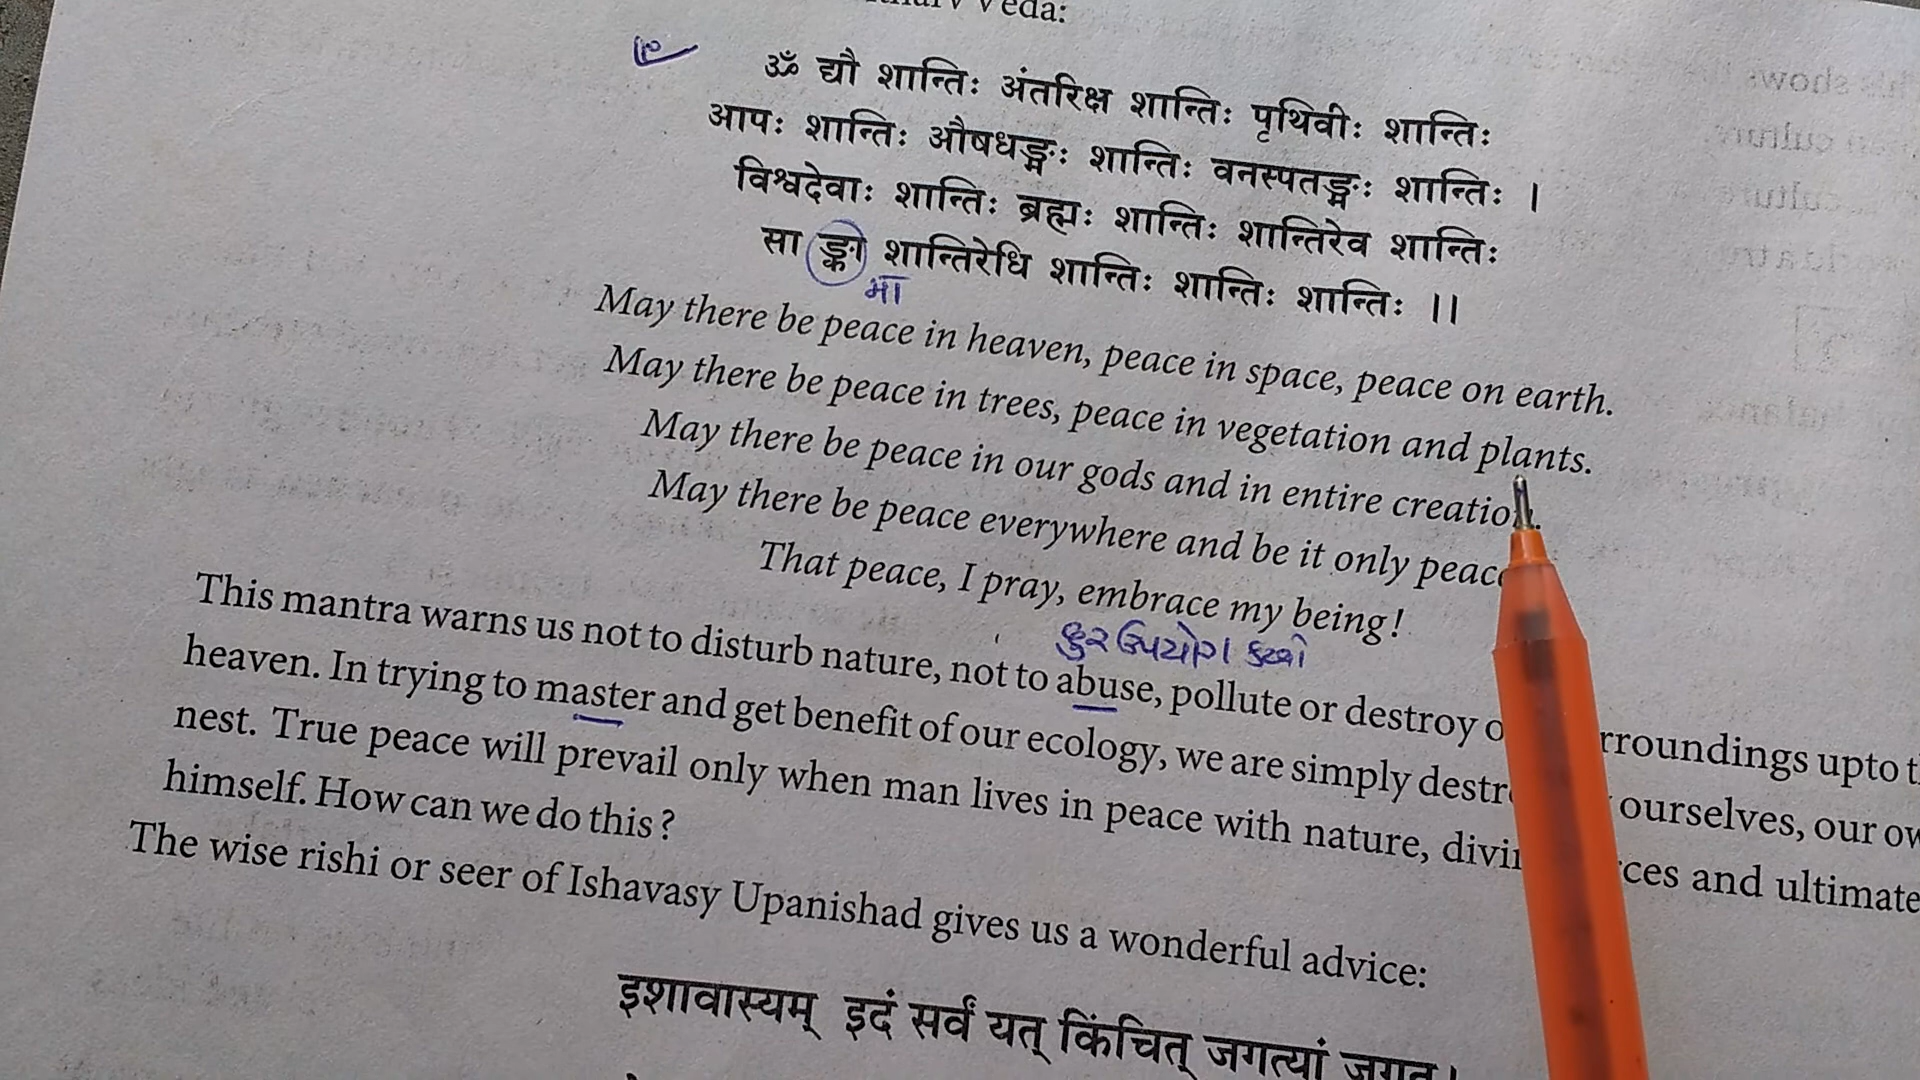 Veda:
ॐ द्यौ शान्तिः अंतरिक्ष शान्तिः पृथिवीः शान्तिः
आपः शान्तिः औषधङ्मः शान्तिः वनस्पतङ्मः शान्तिः ।
विश्वदेवाः शान्तिः ब्रह्मः शान्तिः शान्तिरेव शान्तिः
सा ङ्मो शान्तिरेधि शान्तिः शान्तिः शान्तिः ।।
मा
May there be peace in heaven, peace in space, peace on earth.
May there be peace in trees, peace in vegetation and plants.
May there be peace in our gods and in entire creation.
May there be peace everywhere and be it only peac
That peace, I pray, embrace my being!
This mantra warns us not to disturb nature, not to abuse, pollute or destroy o rroundings upto t
heaven. In trying to master and get benefit of our ecology, we are simply destr ourselves, our ow
nest. True peace will prevail only when man lives in peace with nature, divi ces and ultimate
himself. How can we do this?
The wise rishi or seer of Ishavasy Upanishad gives us a wonderful advice:
इशावास्यम् इदं सर्वं यत् किंचित् जगत्यां जगत।